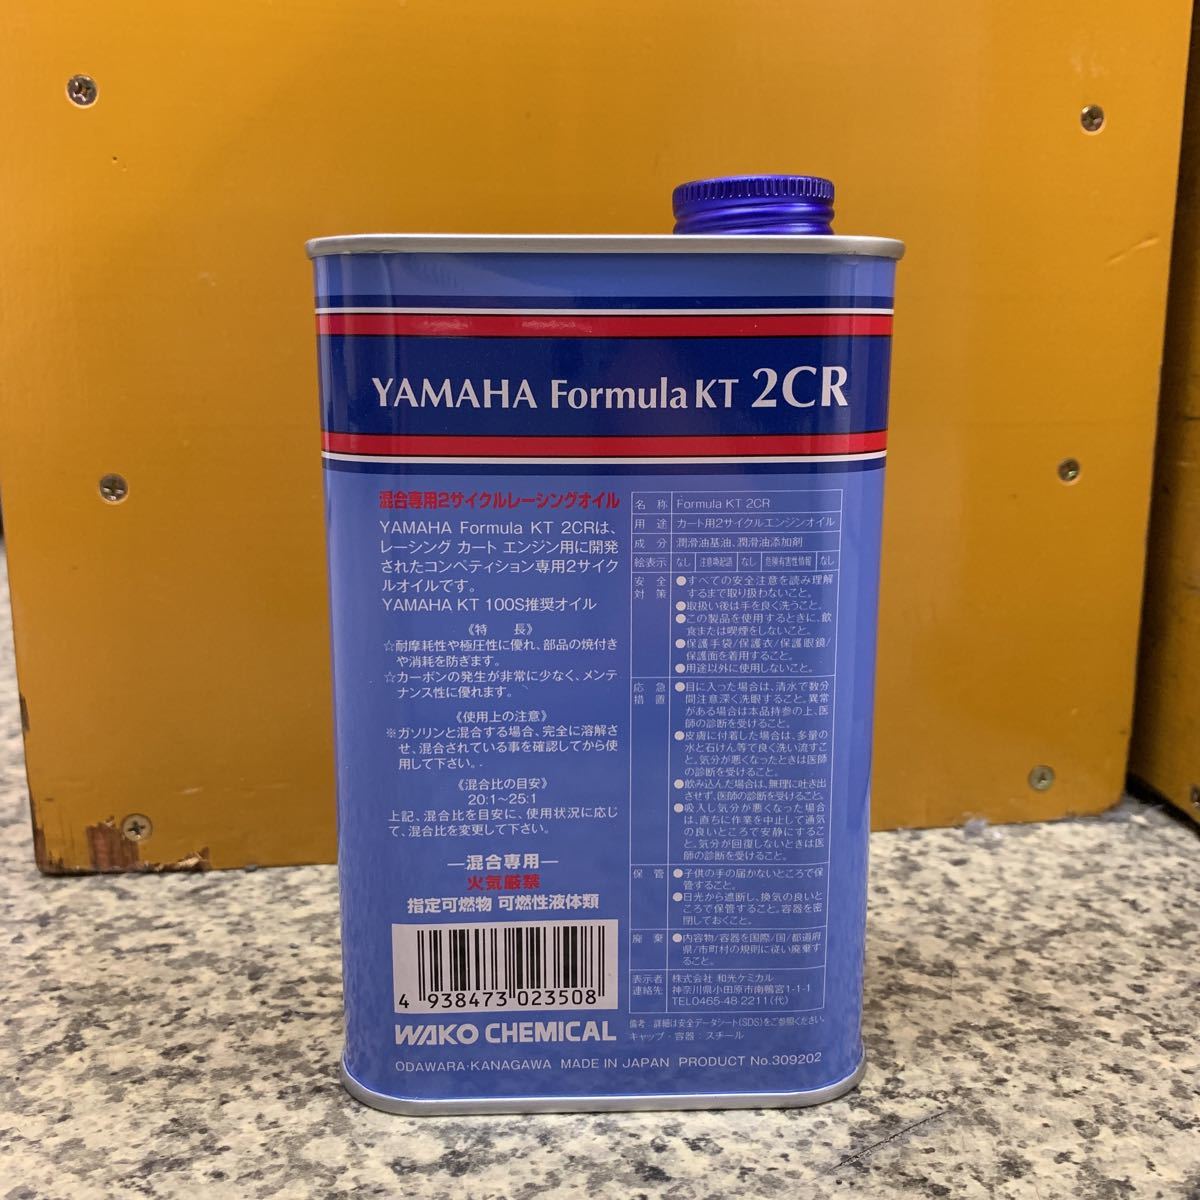 YAMAHA Formula KT 2CR
混合専用2サイクルレーシングオイル
YAMAHA Formula KT 2CRは、
レーシング カート エンジン用に開発
されたコンペティション専用2サイク
ルオイルです。
YAMAHA KT 100S推奨オイル
《特 長》
☆耐摩耗性や極圧性に優れ、部品の焼付き
や消耗を防ぎます。
☆カーボンの発生が非常に少なく、メンテ
ナンス性に優れます。
《使用上の注意》
※ガソリンと混合する場合、完全に溶解さ
せ、混合されている事を確認してから使
用して下さい。
《混合比の目安》
20:1〜25:1
上記、混合比を目安に、使用状況に応じ
て、混合比を変更して下さい。
—混合専用—
火気厳禁
指定可燃物 可燃性液体類
4 938473 023508
WAKO CHEMICAL
名 称 Formula KT 2CR
用 途 カート用2サイクルエンジンオイル
成 分 潤滑油基油、潤滑油添加剤
絵表示 なし 注意喚起語 なし 危険有害性情報 なし
安 全 ●すべての安全注意を読み理解
対 策 するまで取り扱わないこと。
●取扱い後は手を良く洗うこと。
●この製品を使用するときに、飲
食または喫煙をしないこと。
●保護手袋/保護衣/保護眼鏡/
保護面を着用すること。
●用途以外に使用しないこと。
応 急 ●目に入った場合は、清水で数分
措 置 間注意深く洗眼すること。異常
がある場合は本品持参の上、医
師の診断を受けること。
●皮膚に付着した場合は、多量の
水と石けん等で良く洗い流すこ
と。気分が悪くなったときは医師
の診断を受けること。
●飲み込んだ場合は、無理に吐き出
させず、医師の診断を受けること。
●吸入し気分が悪くなった場合
は、直ちに作業を中止して通気
の良いところで安静にするこ
と。気分が回復しないときは医
師の診断を受けること。
保 管 ●子供の手の届かないところで保
管すること。
●日光から遮断し、換気の良いと
ころで保管すること。容器を密
閉しておくこと。
廃 棄 ●内容物/容器を国際/国/都道府
県/市町村の規則に従い廃棄す
ること。
表示者 株式会社 和光ケミカル
連絡先 神奈川県小田原市南鴨宮1-1-1
TEL0465-48-2211(代)
備考：詳細は安全データシート(SDS)をご参照ください。
キャップ・容器：スチール
ODAWARA・KANAGAWA MADE IN JAPAN PRODUCT No.309202